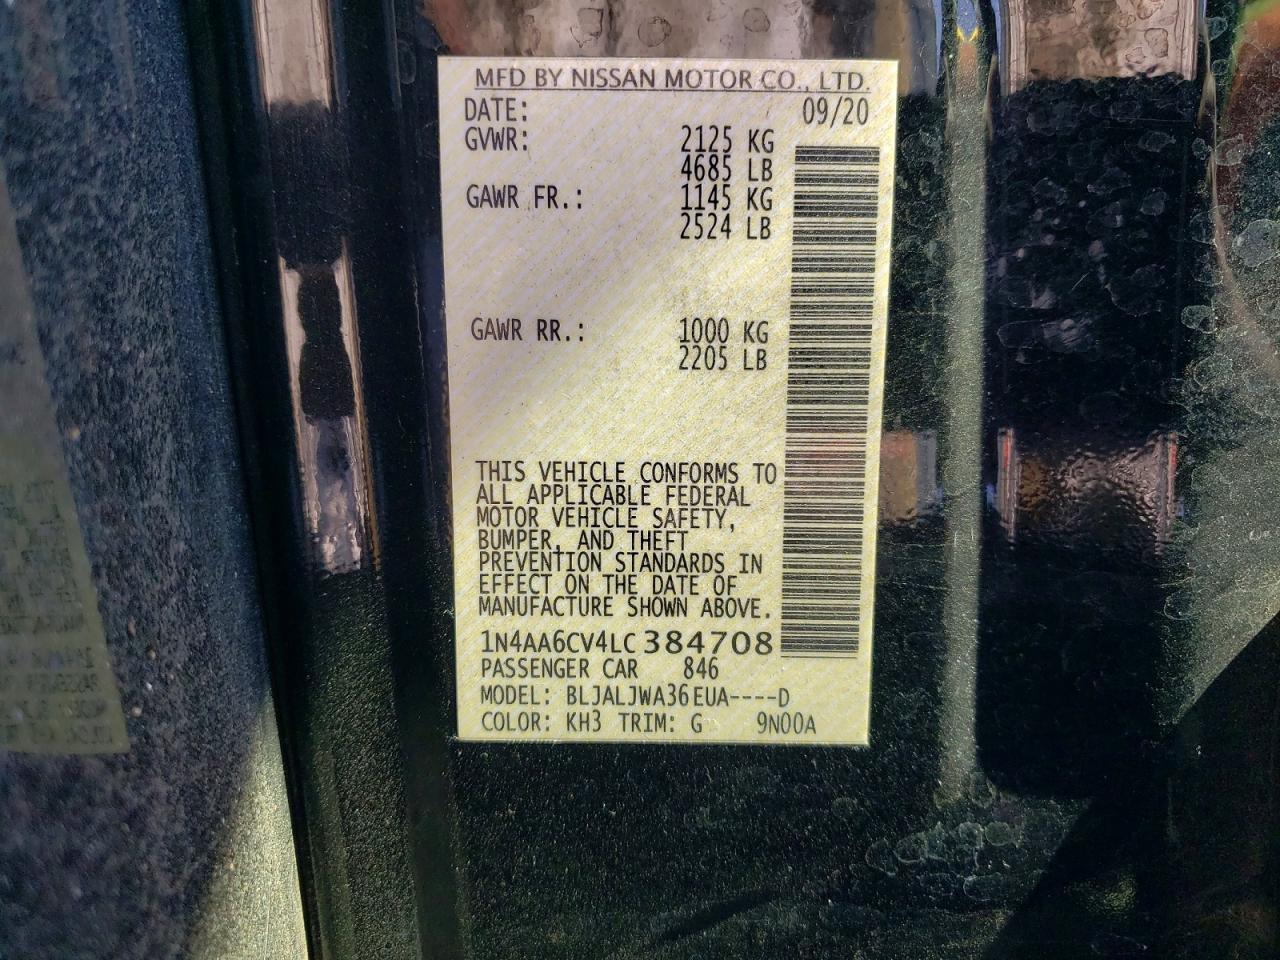 MFD BY NISSAN MOTOR CO., LTD.
DATE: 09/20
GVWR: 2125 KG
4685 LB
GAWR FR.: 1145 KG
2524 LB
GAWR RR.: 1000 KG
2205 LB
THIS VEHICLE CONFORMS TO
ALL APPLICABLE FEDERAL
MOTOR VEHICLE SAFETY,
BUMPER, AND THEFT
PREVENTION STANDARDS IN
EFFECT ON THE DATE OF
MANUFACTURE SHOWN ABOVE.
1N4AA6CV4LC384708
PASSENGER CAR 846
MODEL: BLJALJWA36EUA----D
COLOR: KH3 TRIM: G 9N00A